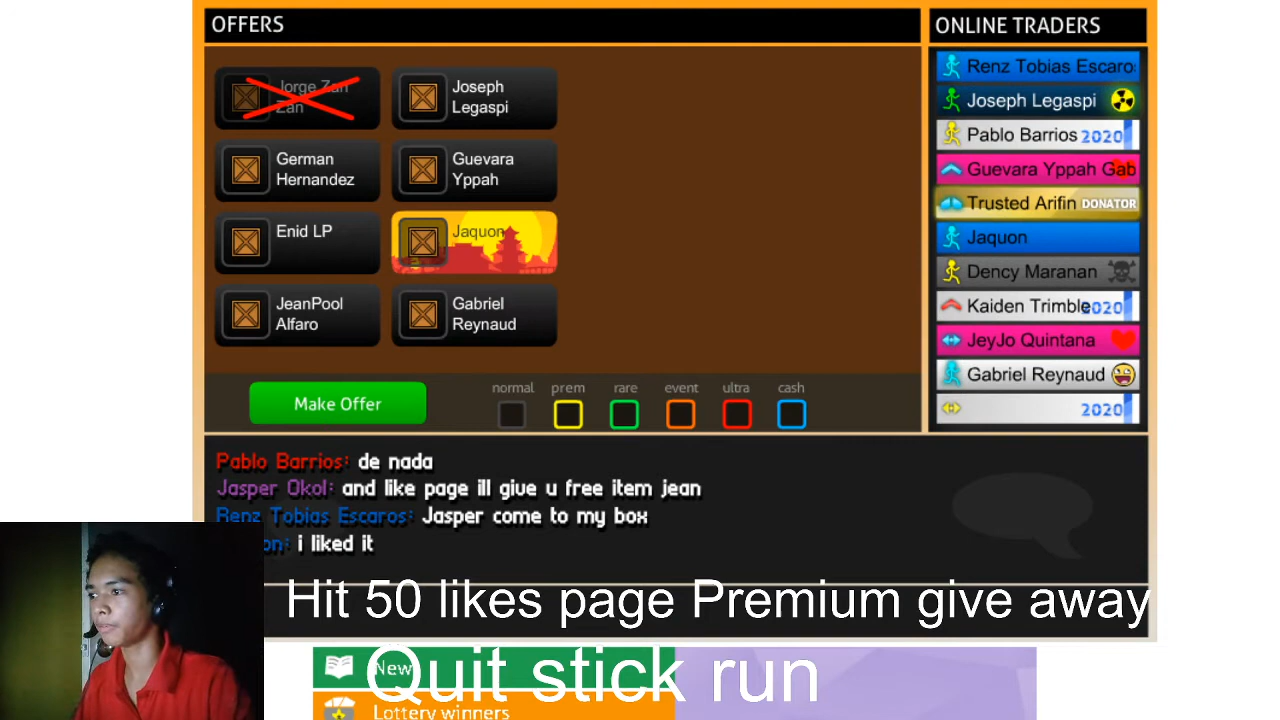 OFFERS
Jorge Zan
Zan
Joseph
Legaspi
German
Hernandez
Guevara
Yppah
Enid LP
Jaquon
JeanPool
Alfaro
Gabriel
Reynaud
Make Offer
normal prem rare event ultra cash
ONLINE TRADERS
Renz Tobias Escaros
Joseph Legaspi
Pablo Barrios 2020
Guevara Yppah Gab
Trusted Arifin DONATOR
Jaquon
Dency Maranan
Kaiden Trimble 2020
JeyJo Quintana
Gabriel Reynaud
2020
Pablo Barrios: de nada
Jasper Okol: and like page ill give u free item jean
Renz Tobias Escaros: Jasper come to my box
on: i liked it
Hit 50 likes page Premium give away
Quit stick run
New
Lottery winners